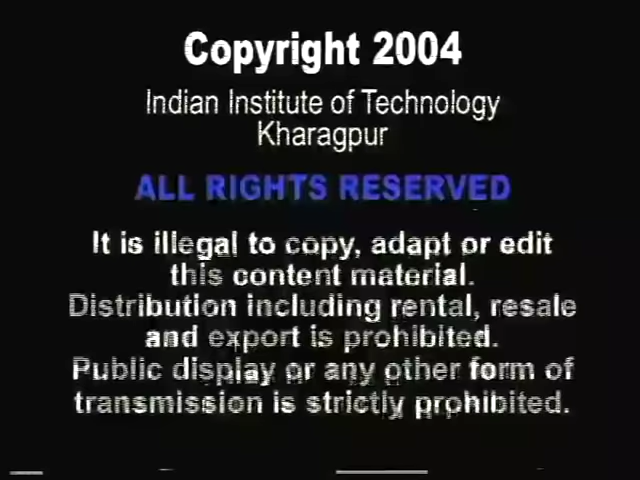 Copyright 2004
Indian Institute of Technology
Kharagpur
ALL RIGHTS RESERVED
It is illegal to copy, adapt or edit
this content material.
Distribution including rental, resale
and export is prohibited.
Public display or any other form of
transmission is strictly prohibited.